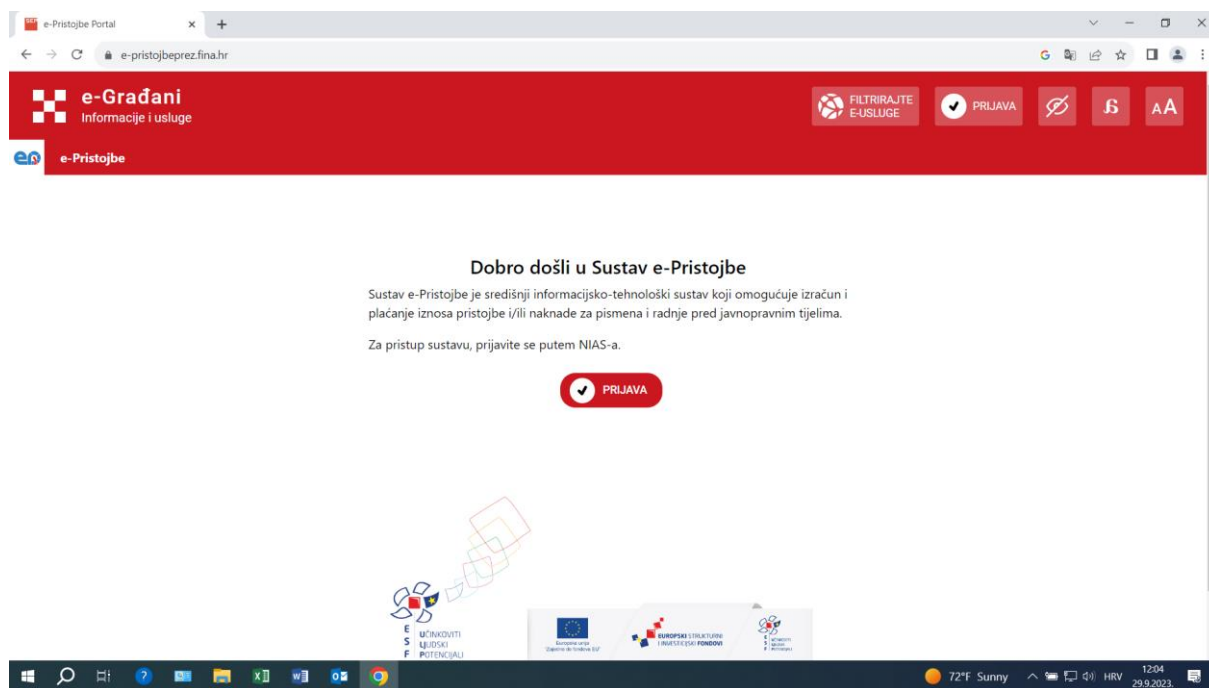 e-Pristojbe Portal
e-pristojbeprez.fina.hr
e-Građani
Informacije i usluge
FILTRIRAJTE
E-USLUGE
PRIJAVA
AA
e-Pristojbe
Dobro došli u Sustav e-Pristojbe
Sustav e-Pristojbe je središnji informacijsko-tehnološki sustav koji omogućuje izračun i
plaćanje iznosa pristojbe i/ili naknade za pismena i radnje pred javnopravnim tijelima.
Za pristup sustavu, prijavite se putem NIAS-a.
PRIJAVA
E UČINKOVITI
S LJUDSKI
F POTENCIJALI
Europska unija
EUROPSKI STRUKTURNI
I INVESTICIJSKI FONDOVI
72°F Sunny
HRV
12:04
29.9.2023.